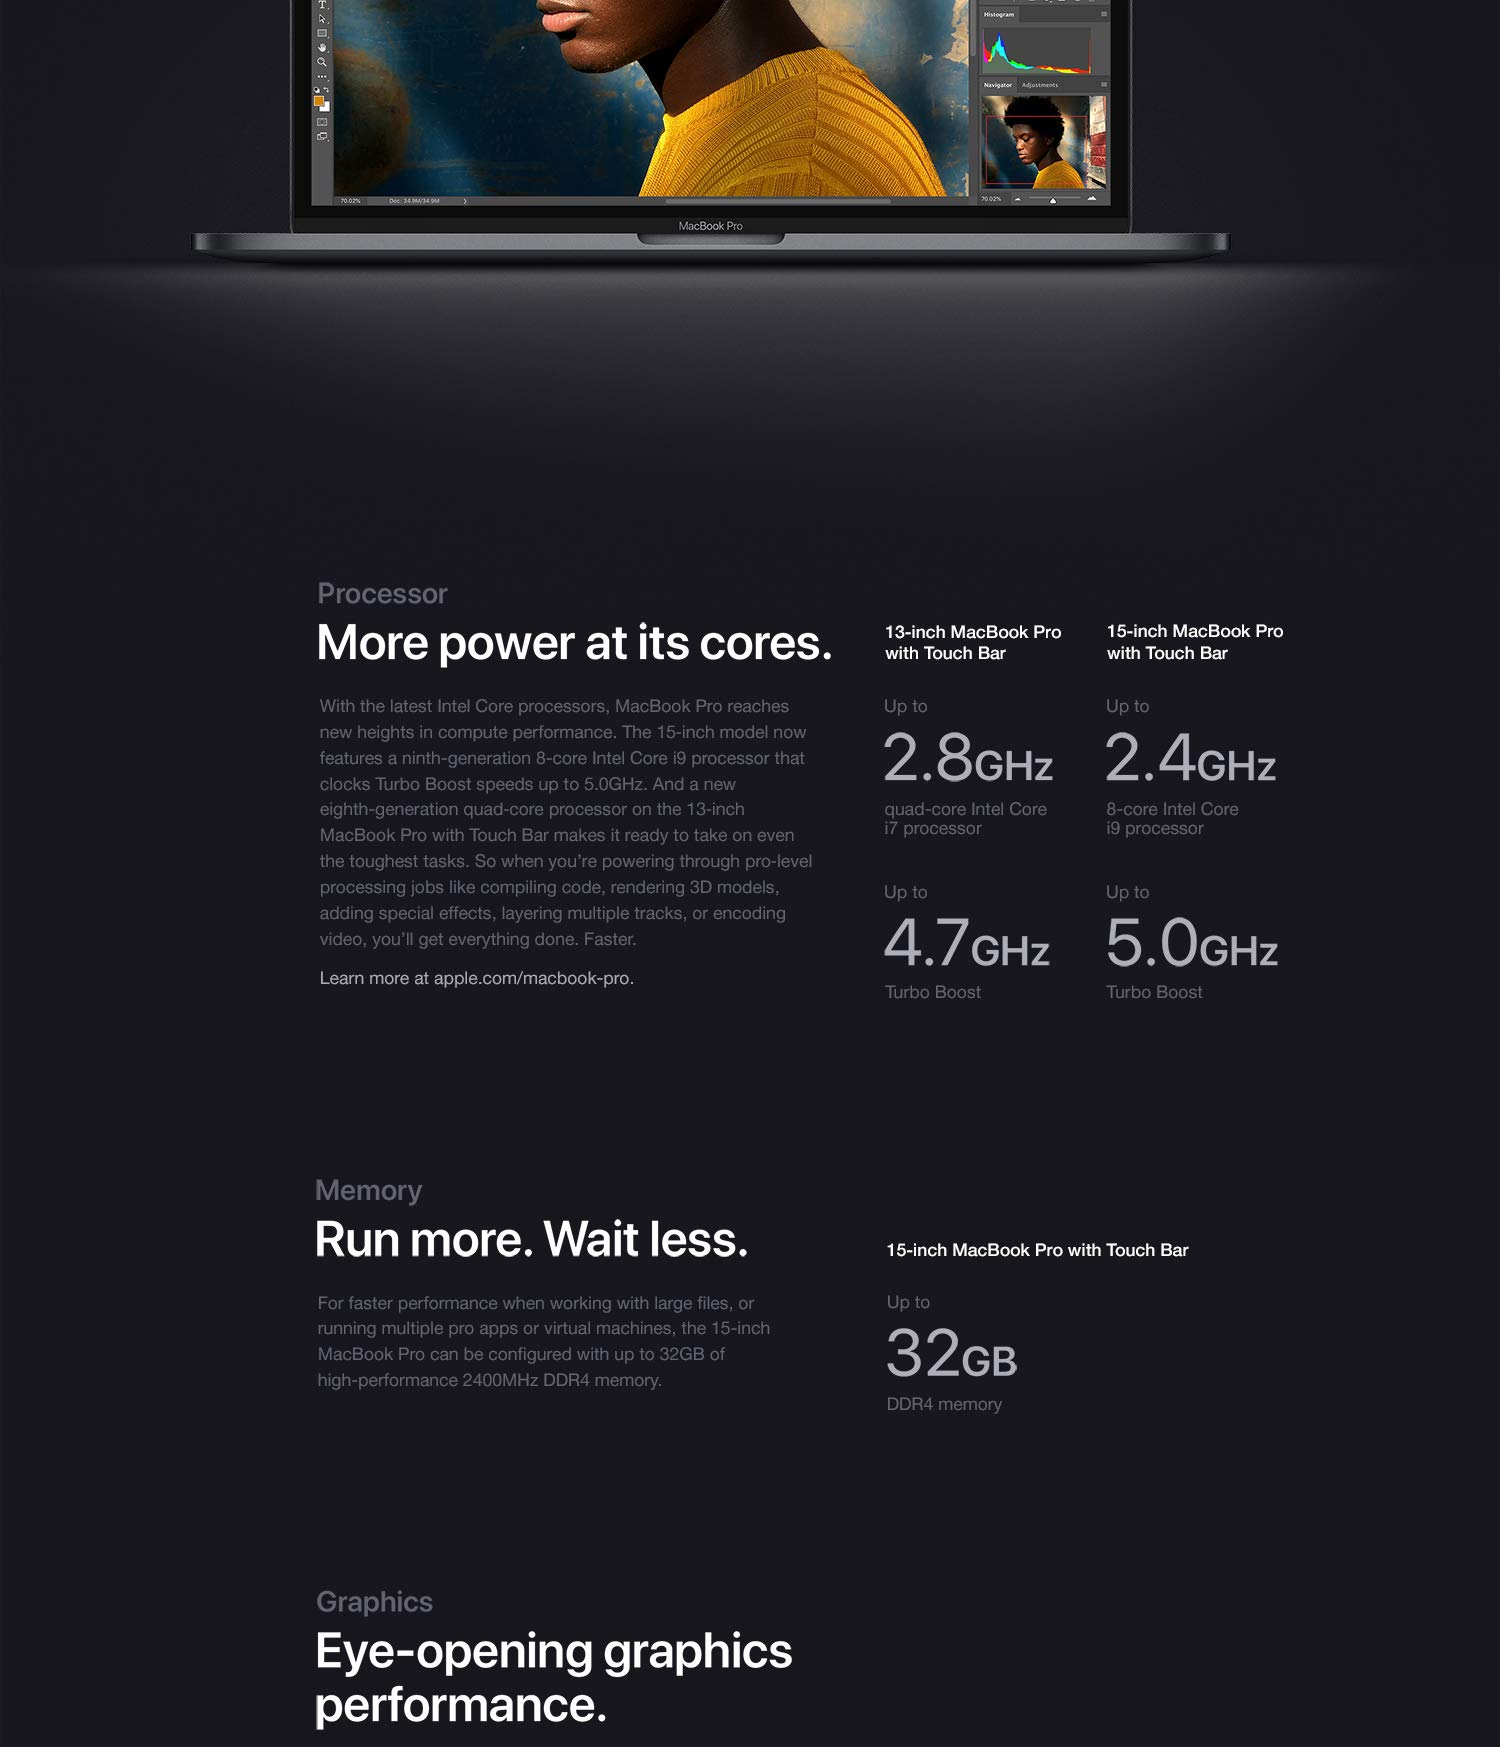 Histogram
Navigator Adjustments
70.02% Doc: 34.9M/34.9M
70.02%
MacBook Pro
Processor
More power at its cores.
With the latest Intel Core processors, MacBook Pro reaches
new heights in compute performance. The 15-inch model now
features a ninth-generation 8-core Intel Core i9 processor that
clocks Turbo Boost speeds up to 5.0GHz. And a new
eighth-generation quad-core processor on the 13-inch
MacBook Pro with Touch Bar makes it ready to take on even
the toughest tasks. So when you’re powering through pro-level
processing jobs like compiling code, rendering 3D models,
adding special effects, layering multiple tracks, or encoding
video, you’ll get everything done. Faster.
Learn more at apple.com/macbook-pro.
13-inch MacBook Pro
with Touch Bar
Up to
2.8GHz
quad-core Intel Core
i7 processor
Up to
4.7GHz
Turbo Boost
15-inch MacBook Pro
with Touch Bar
Up to
2.4GHz
8-core Intel Core
i9 processor
Up to
5.0GHz
Turbo Boost
Memory
Run more. Wait less.
For faster performance when working with large files, or
running multiple pro apps or virtual machines, the 15-inch
MacBook Pro can be configured with up to 32GB of
high-performance 2400MHz DDR4 memory.
15-inch MacBook Pro with Touch Bar
Up to
32GB
DDR4 memory
Graphics
Eye-opening graphics
performance.